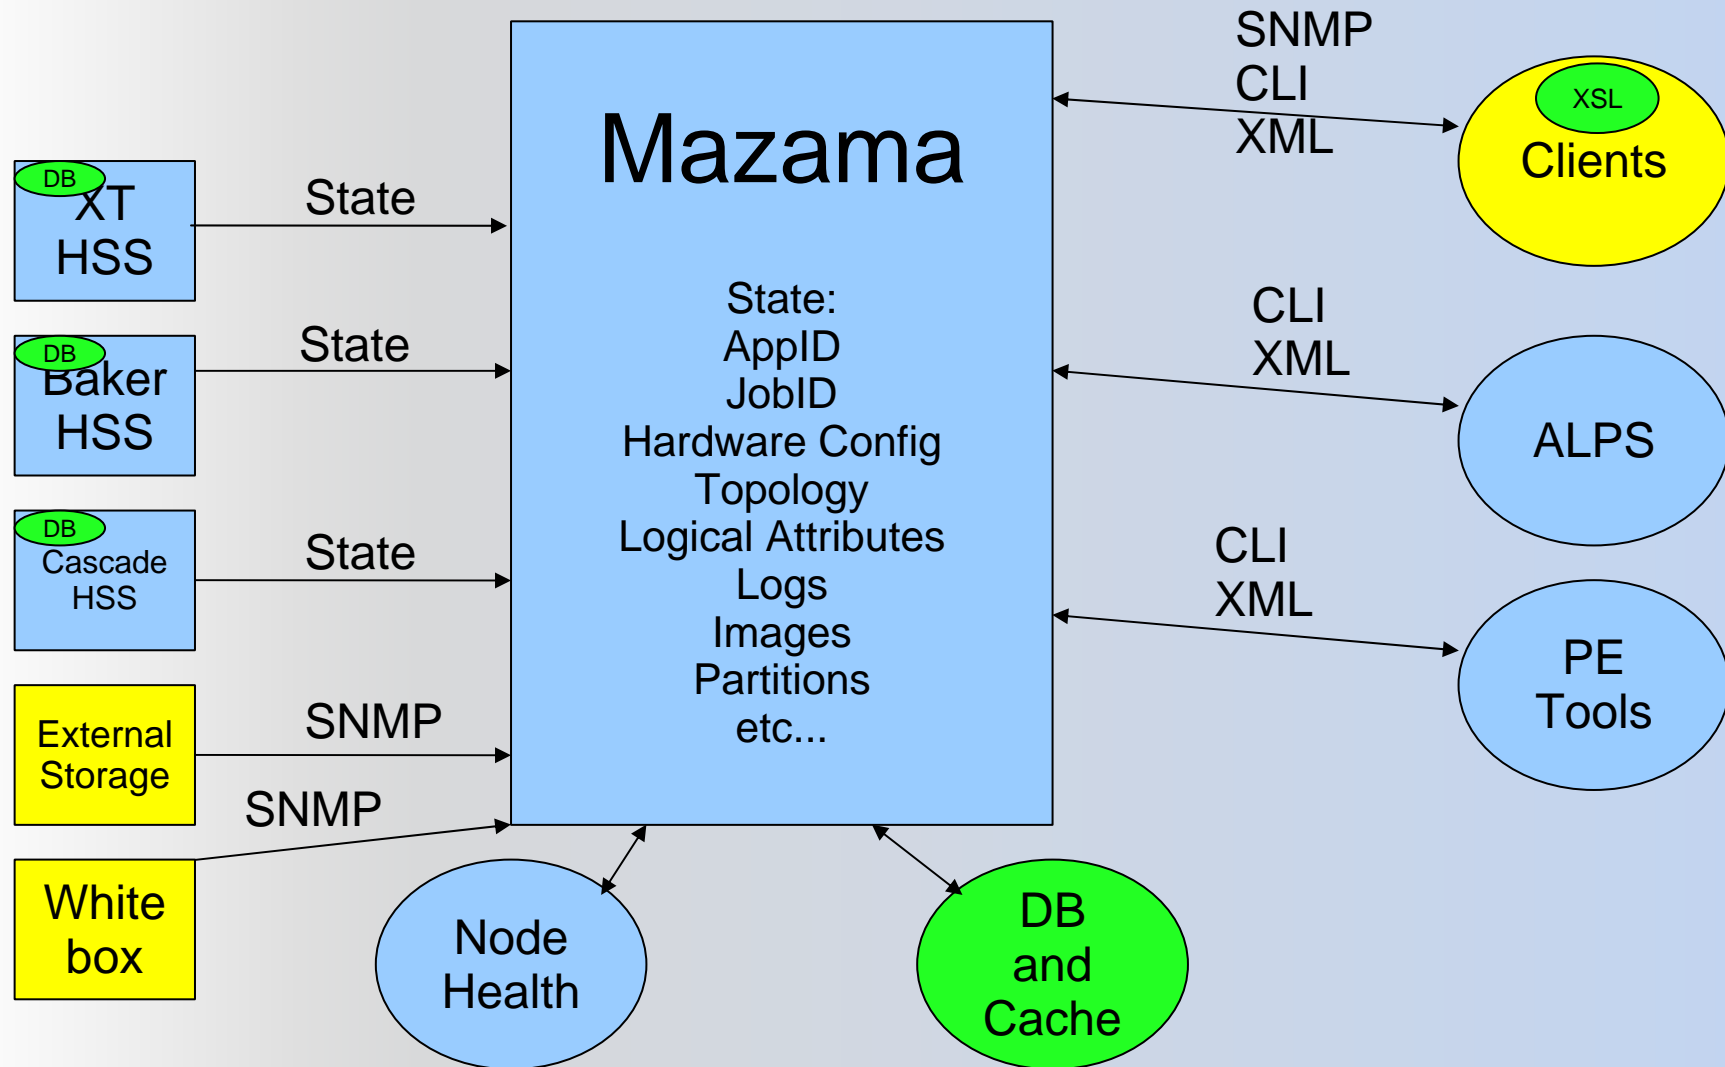 DB
XT
HSS
State
DB
Baker
HSS
State
DB
Cascade
HSS
State
External
Storage
SNMP
White
box
SNMP
Mazama
State:
AppID
JobID
Hardware Config
Topology
Logical Attributes
Logs
Images
Partitions
etc...
SNMP
CLI
XML
XSL
Clients
CLI
XML
ALPS
CLI
XML
PE
Tools
Node
Health
DB
and
Cache